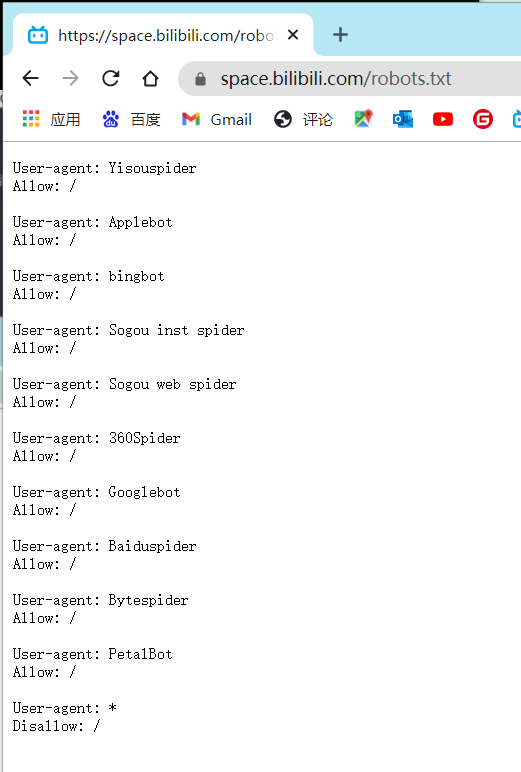 https://space.bilibili.com/robo
space.bilibili.com/robots.txt
应用 百度 Gmail 评论
User-agent: Yisouspider
Allow: /
User-agent: Applebot
Allow: /
User-agent: bingbot
Allow: /
User-agent: Sogou inst spider
Allow: /
User-agent: Sogou web spider
Allow: /
User-agent: 360Spider
Allow: /
User-agent: Googlebot
Allow: /
User-agent: Baiduspider
Allow: /
User-agent: Bytespider
Allow: /
User-agent: PetalBot
Allow: /
User-agent: *
Disallow: /